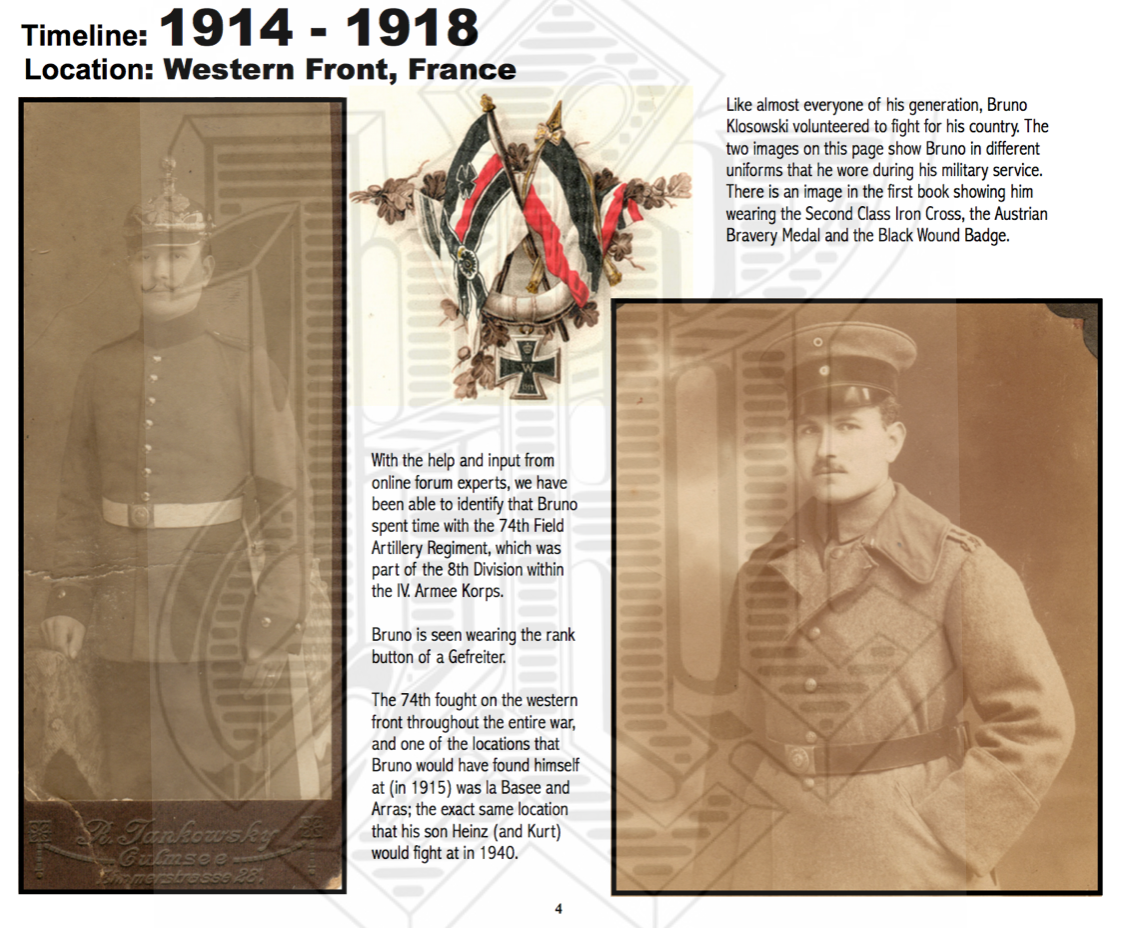 Timeline: 1914 - 1918
Location: Western Front, France
Like almost everyone of his generation, Bruno
Klosowski volunteered to fight for his country. The
two images on this page show Bruno in different
uniforms that he wore during his military service.
There is an image in the first book showing him
wearing the Second Class Iron Cross, the Austrian
Bravery Medal and the Black Wound Badge.
W
With the help and input from
online forum experts, we have
been able to identify that Bruno
spent time with the 74th Field
Artillery Regiment, which was
part of the 8th Division within
the IV. Armee Korps.
Bruno is seen wearing the rank
button of a Gefreiter.
The 74th fought on the western
front throughout the entire war,
and one of the locations that
Bruno would have found himself
at (in 1915) was la Basee and
Arras; the exact same location
that his son Heinz (and Kurt)
would fight at in 1940.
R. Jankowsky
Culmsee
4